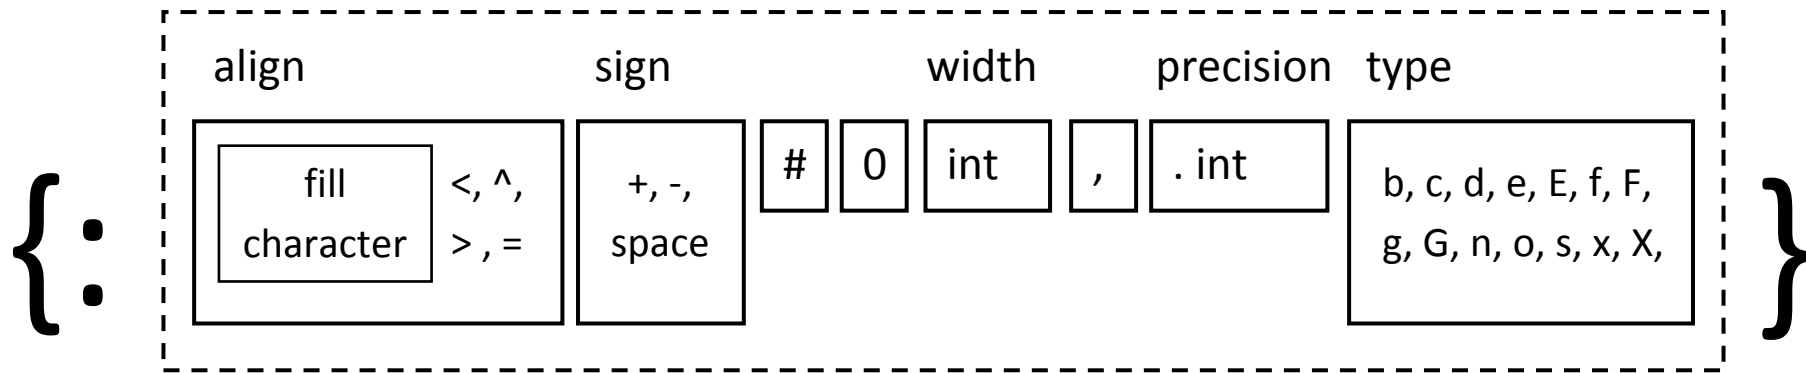 align sign width precision type
{: fill character <, ^, > , = +, -, space # 0 int , . int b, c, d, e, E, f, F, g, G, n, o, s, x, X, }